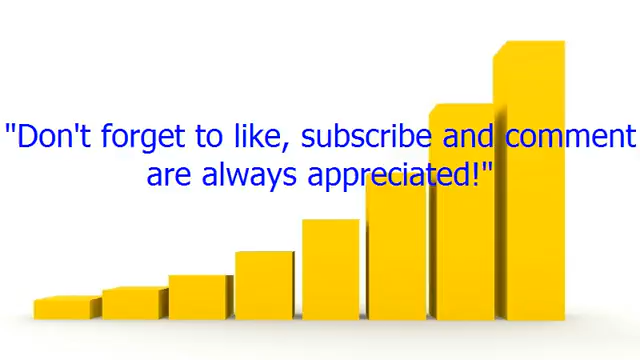 "Don't forget to like, subscribe and comment
are always appreciated!"